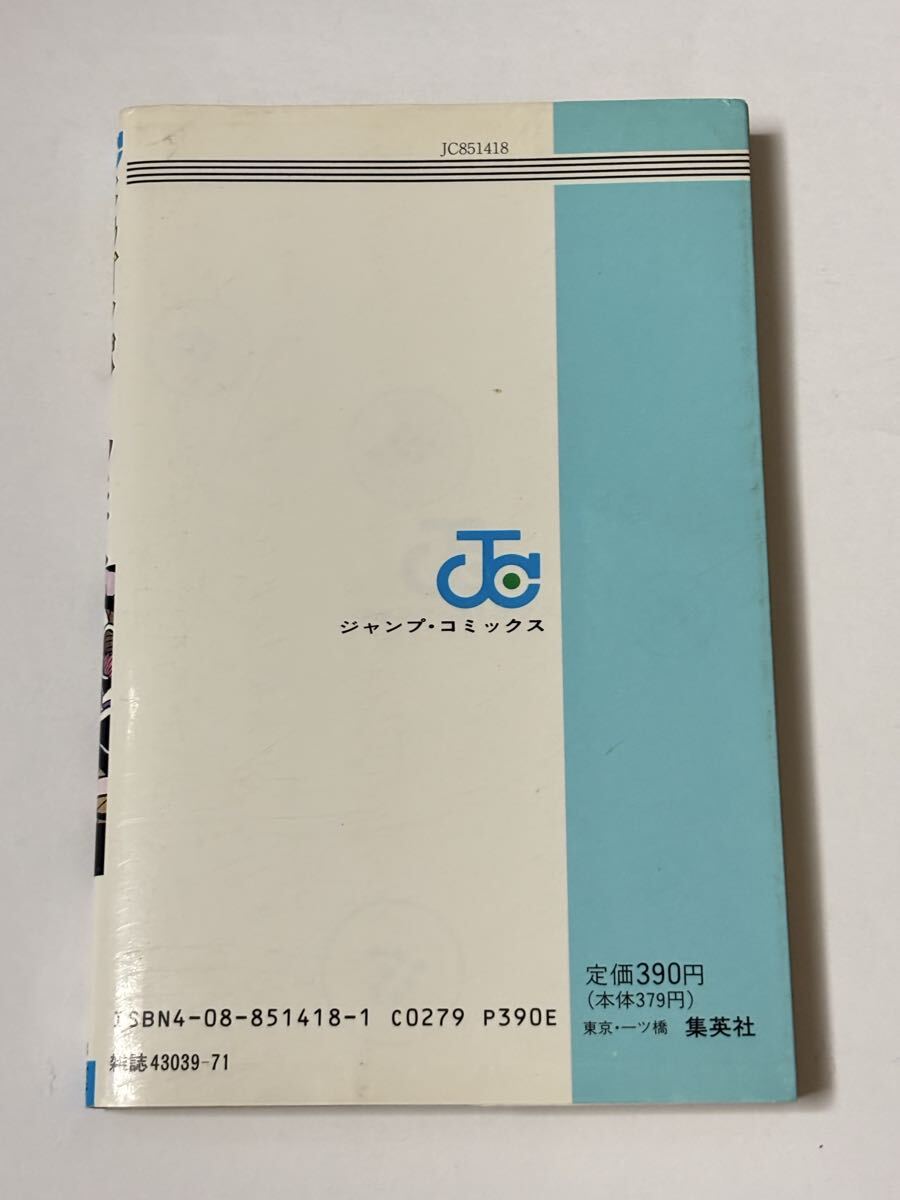 JC851418
JC
ジャンプ・コミックス
定価390円
(本体379円)
ISBN4-08-851418-1 C0279 P390E
東京・一ツ橋 集英社
雑誌43039-71